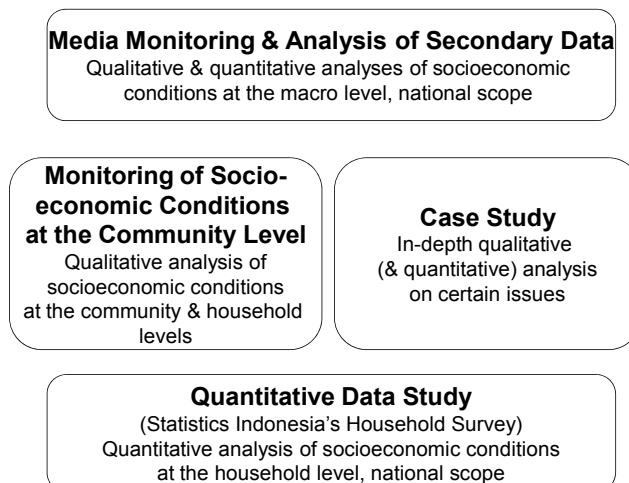 Media Monitoring & Analysis of Secondary Data
Qualitative & quantitative analyses of socioeconomic
conditions at the macro level, national scope
Monitoring of Socio-
economic Conditions
at the Community Level
Qualitative analysis of
socioeconomic conditions
at the community & household
levels
Case Study
In-depth qualitative
(& quantitative) analysis
on certain issues
Quantitative Data Study
(Statistics Indonesia’s Household Survey)
Quantitative analysis of socioeconomic conditions
at the household level, national scope